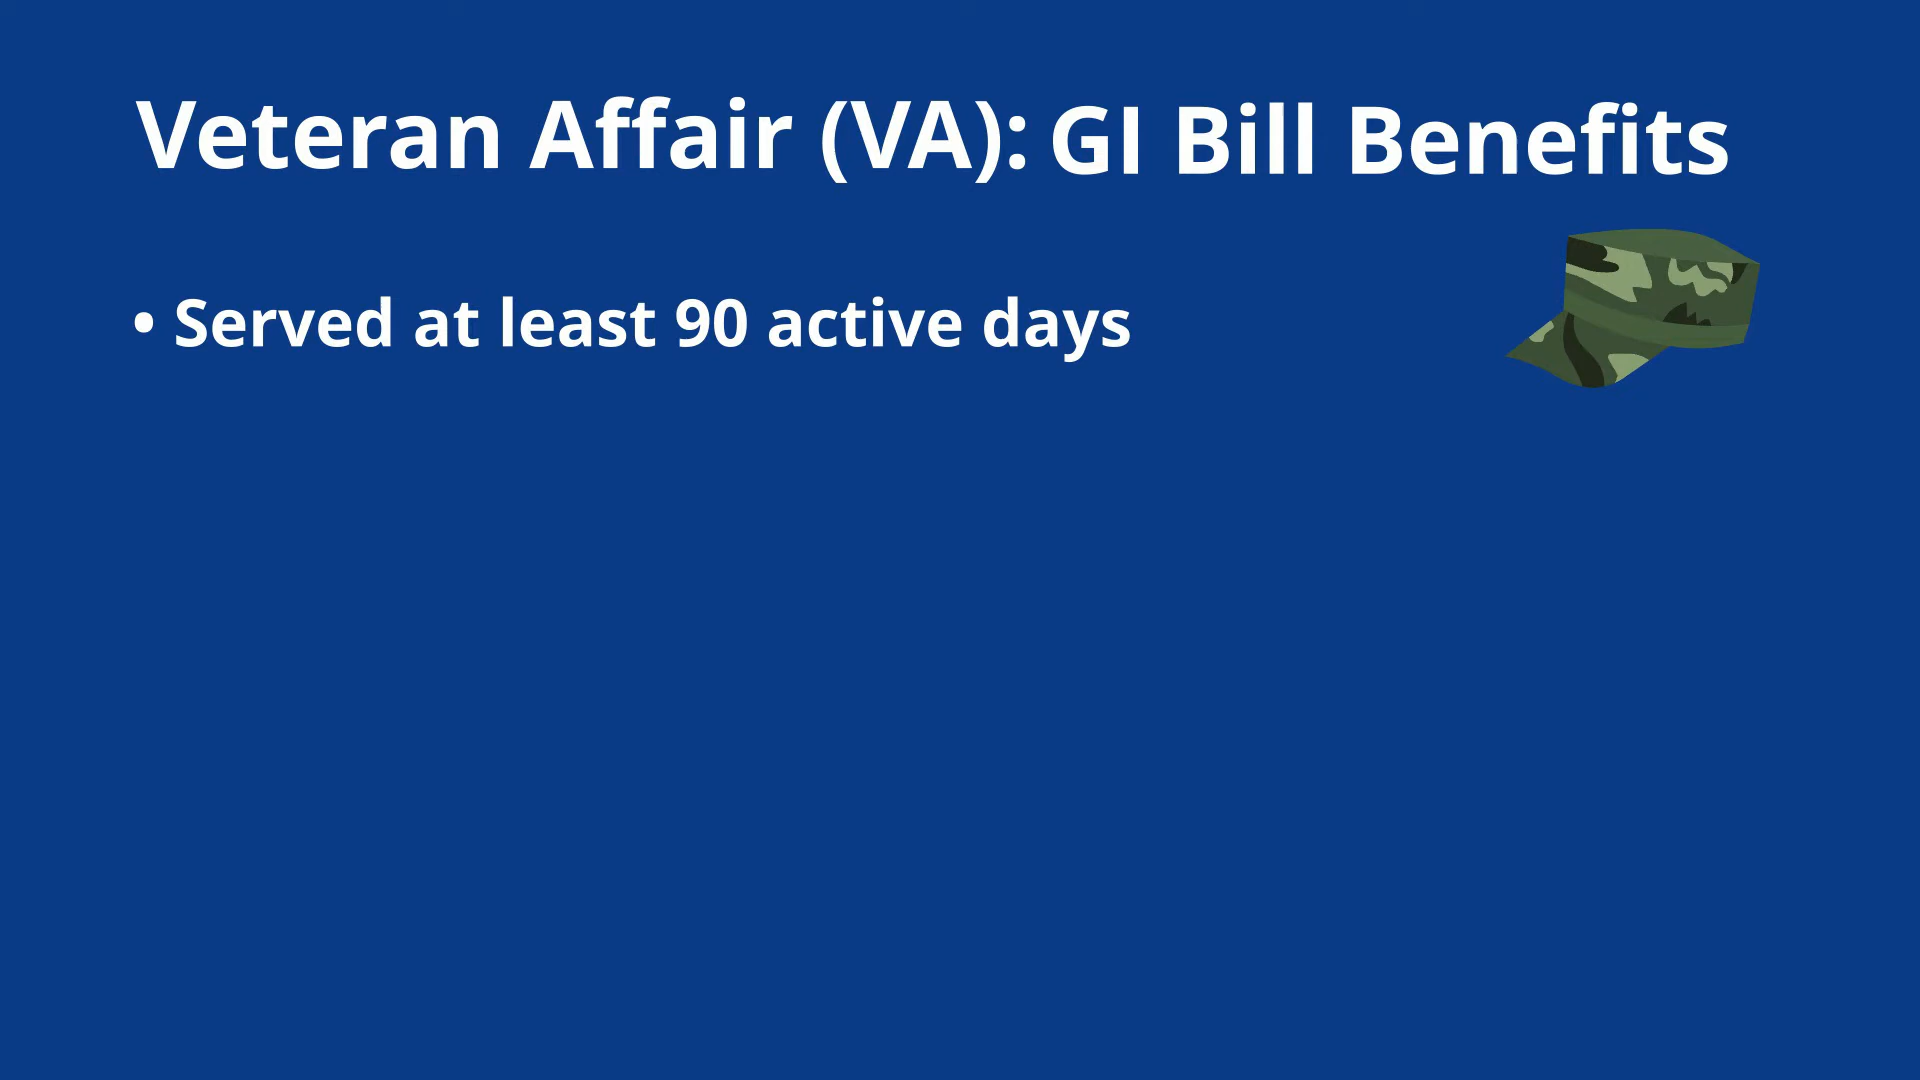 Veteran Affair (VA): GI Bill Benefits
• Served at least 90 active days